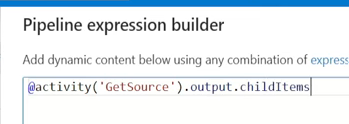 Pipeline expression builder
Add dynamic content below using any combination of express
@activity('GetSource').output.childItems